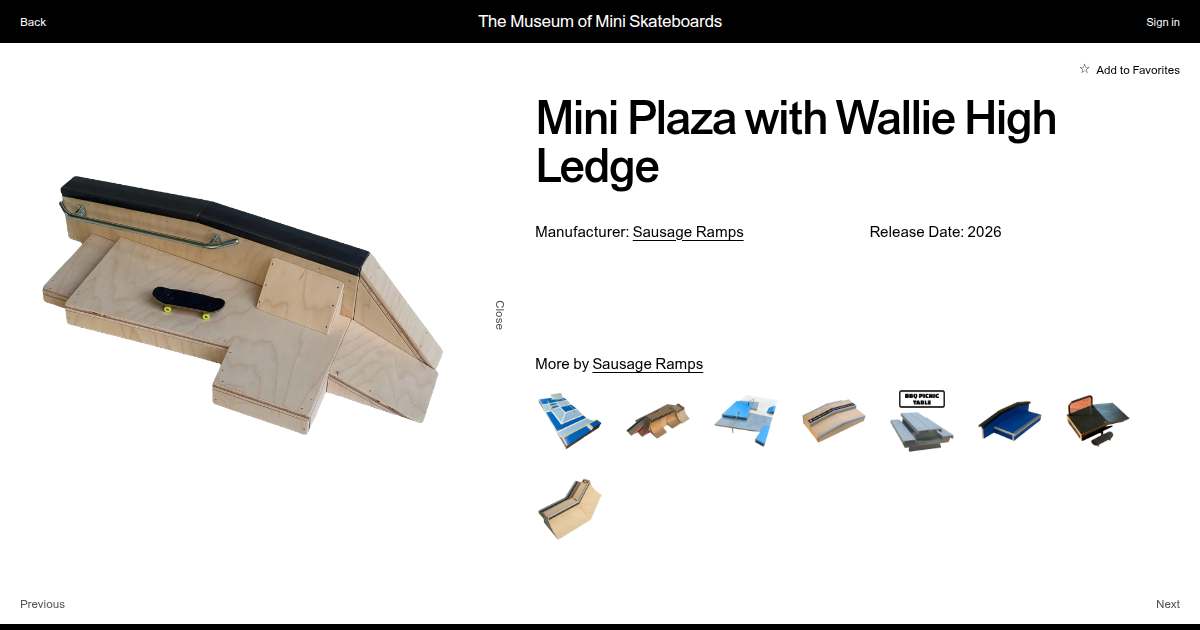 Back
The Museum of Mini Skateboards
Sign in
☆ Add to Favorites
Mini Plaza with Wallie High
Ledge
Manufacturer: Sausage Ramps
Release Date: 2026
Close
More by Sausage Ramps
BBQ PICNIC
TABLE
Previous
Next